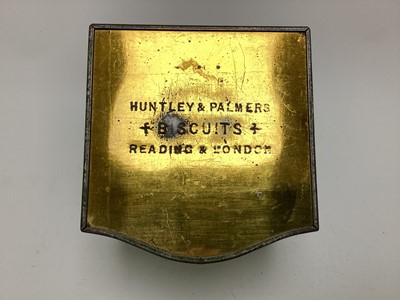 HUNTLEY & PALMERS
BISCUITS
READING & LONDON